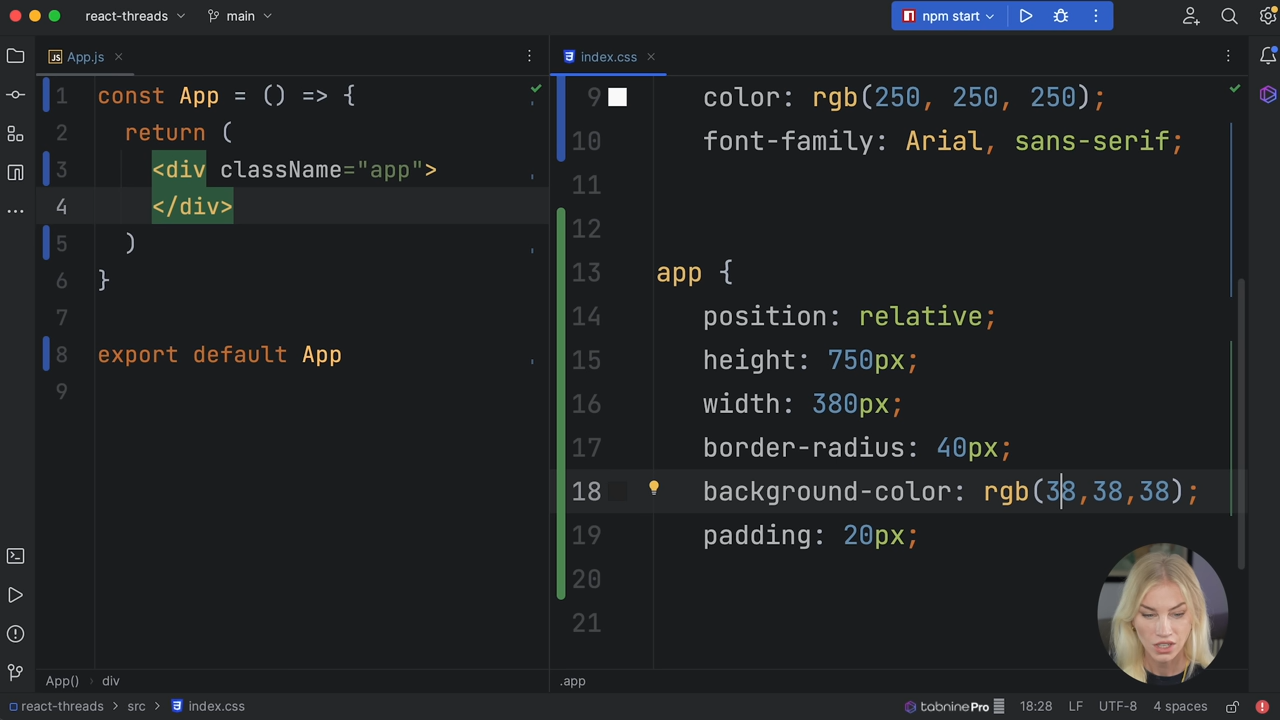 react-threads
main
npm start
App.js
index.css
1 const App = () => {
2 return (
3 <div className="app">
4 </div>
5 )
6 }
7
8 export default App
9
9 color: rgb(250, 250, 250);
10 font-family: Arial, sans-serif;
11
12
13 app {
14 position: relative;
15 height: 750px;
16 width: 380px;
17 border-radius: 40px;
18 background-color: rgb(38,38,38);
19 padding: 20px;
20
21
App() › div
.app
react-threads › src › index.css
tabnine Pro 18:28 LF UTF-8 4 spaces